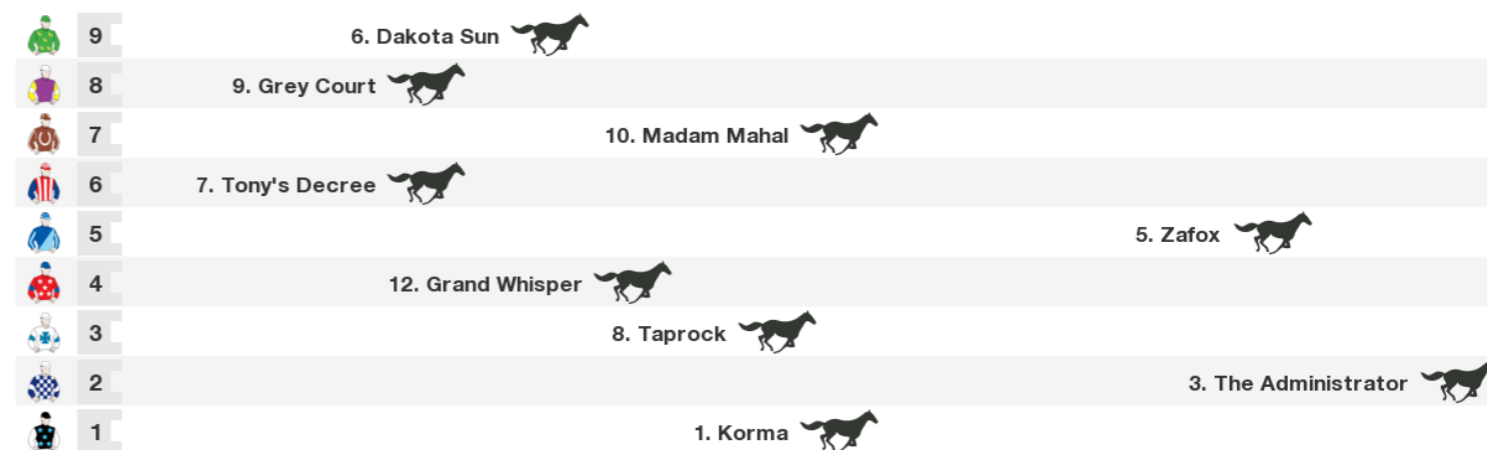 9 6. Dakota Sun
8 9. Grey Court
7 10. Madam Mahal
6 7. Tony's Decree
5 5. Zafox
4 12. Grand Whisper
3 8. Taprock
2 3. The Administrator
1 1. Korma